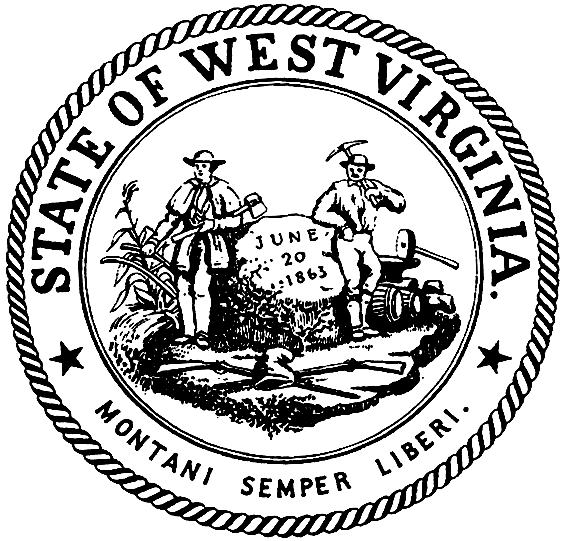 STATE OF WEST VIRGINIA.
JUNE
20
1863
MONTANI SEMPER LIBERI.